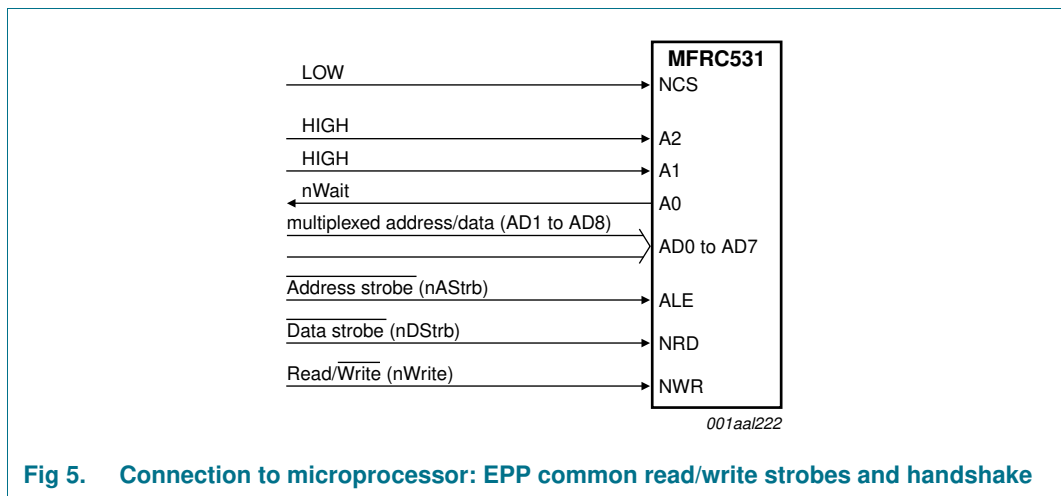 MFRC531
LOW
NCS
HIGH
A2
HIGH
A1
nWait
A0
multiplexed address/data (AD1 to AD8)
AD0 to AD7
Address strobe (nAStrb)
ALE
Data strobe (nDStrb)
NRD
Read/Write (nWrite)
NWR
001aal222
Fig 5. Connection to microprocessor: EPP common read/write strobes and handshake